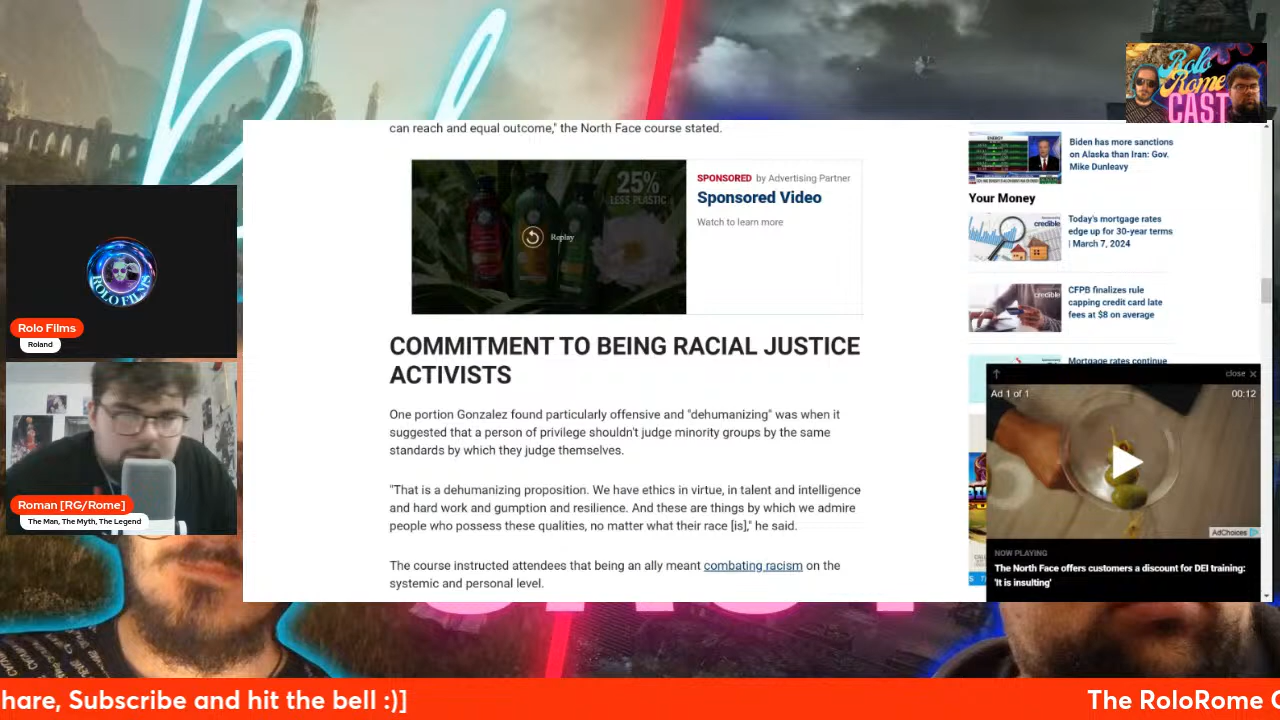 Rolo
Rome
CAST
can reach and equal outcome," the North Face course stated.
25%
LESS PLASTIC
Replay
SPONSORED by Advertising Partner
Sponsored Video
Watch to learn more
COMMITMENT TO BEING RACIAL JUSTICE
ACTIVISTS
One portion Gonzalez found particularly offensive and "dehumanizing" was when it
suggested that a person of privilege shouldn't judge minority groups by the same
standards by which they judge themselves.
"That is a dehumanizing proposition. We have ethics in virtue, in talent and intelligence
and hard work and gumption and resilience. And these are things by which we admire
people who possess these qualities, no matter what their race [is]," he said.
The course instructed attendees that being an ally meant combating racism on the
systemic and personal level.
Biden has more sanctions
on Alaska than Iran: Gov.
Mike Dunleavy
Your Money
credible
Today's mortgage rates
edge up for 30-year terms
| March 7, 2024
credible
CFPB finalizes rule
capping credit card late
fees at $8 on average
Mortgage rates continue
close X
Ad 1 of 1
00:12
AdChoices
NOW PLAYING
The North Face offers customers a discount for DEI training:
'It is insulting'
ROLO FILMS
Rolo Films
Roland
Roman [RG/Rome]
The Man, The Myth, The Legend
hare, Subscribe and hit the bell :)]
The RoloRome C